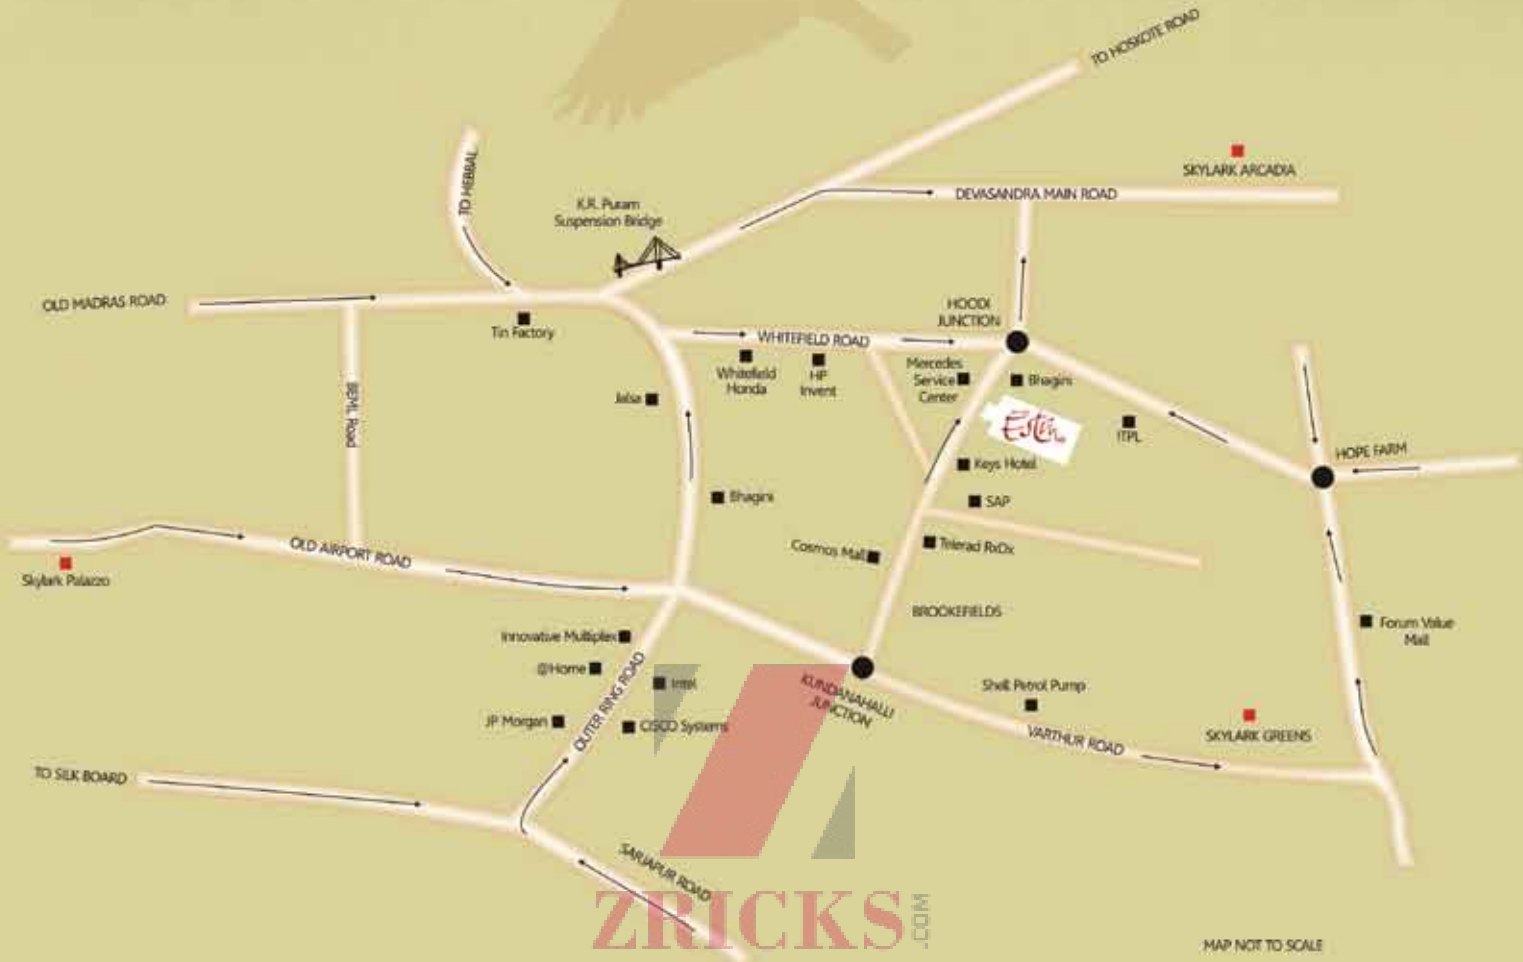 TO HOSKOTE ROAD
SKYLARK ARCADIA
DEVASANDRA MAIN ROAD
TO HEBBAL
K.R. Puram
Suspension Bridge
OLD MADRAS ROAD
Tin Factory
HOODI
JUNCTION
WHITEFIELD ROAD
Whitefield
Honda
HP
Invent
Mercedes
Service
Center
Bhagini
BEML Road
Jalsa
Estin
ITPL
HOPE FARM
Keys Hotel
Bhagini
SAP
Cosmos Mall
Telerad RxDx
OLD AIRPORT ROAD
Skylark Palazzo
BROOKEFIELDS
Forum Value
Mall
Innovative Multiplex
@Home
Intel
JP Morgan
CISCO Systems
OUTER RING ROAD
KUNDANAHALLI
JUNCTION
Shell Petrol Pump
VARTHUR ROAD
SKYLARK GREENS
TO SILK BOARD
SARJAPUR ROAD
ZRICKS.COM
MAP NOT TO SCALE